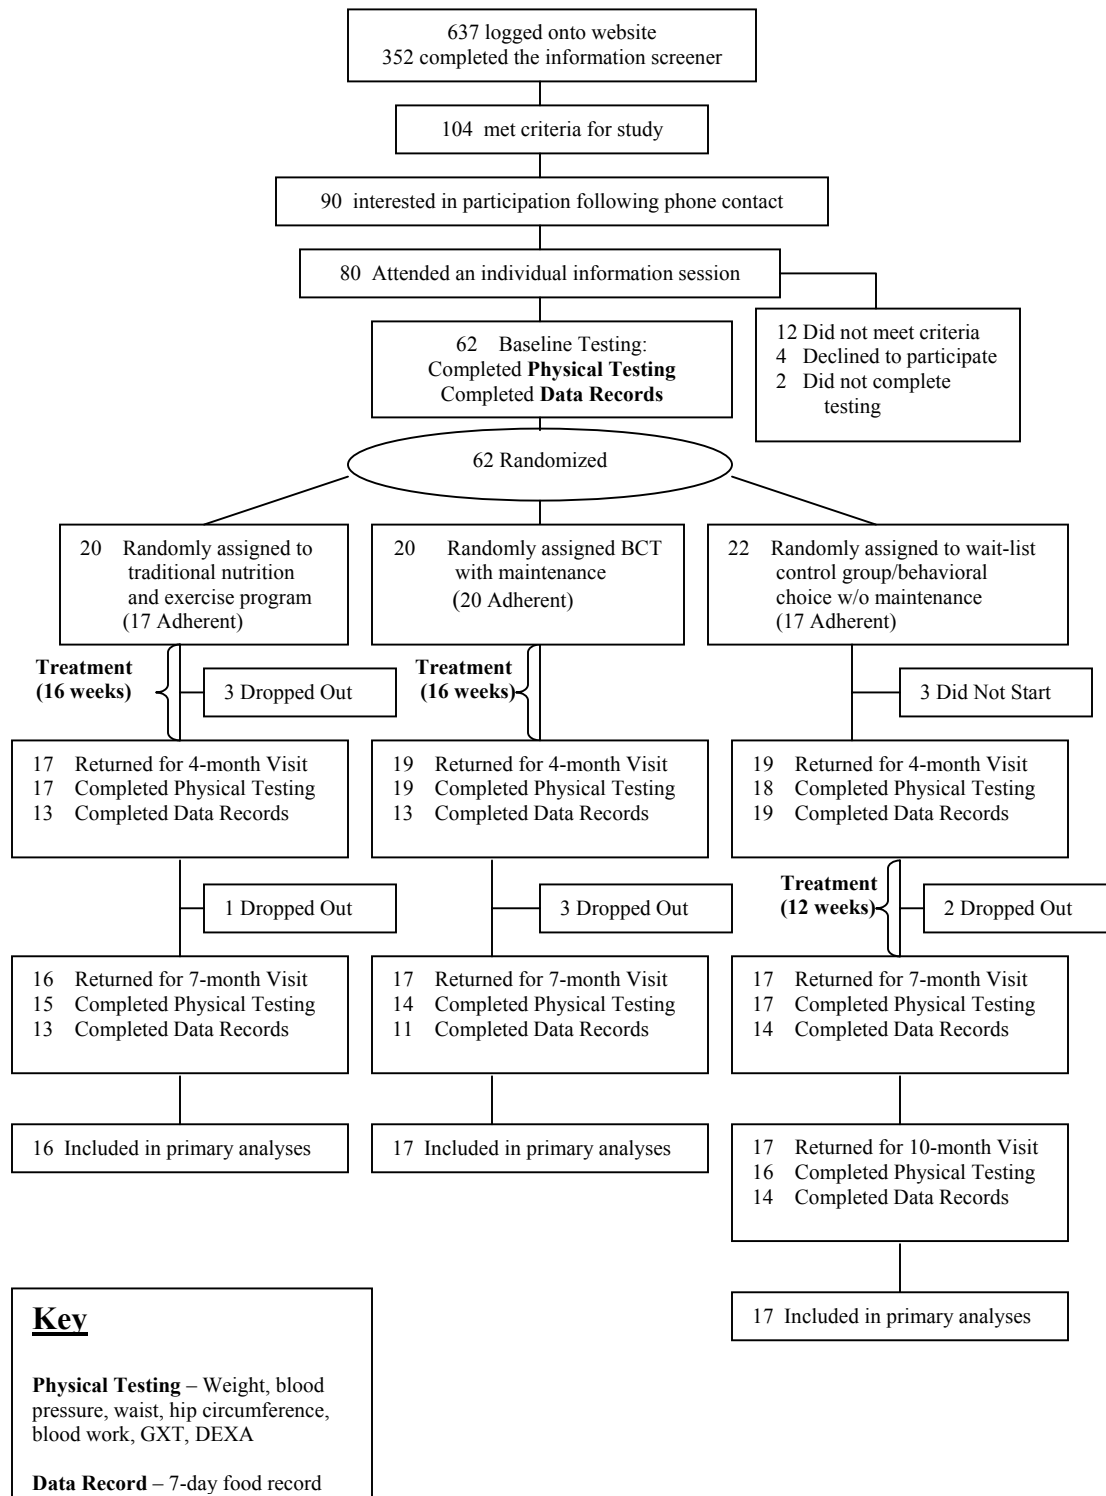 637 logged onto website
352 completed the information screener
104 met criteria for study
90 interested in participation following phone contact
80 Attended an individual information session
12 Did not meet criteria
4 Declined to participate
2 Did not complete
testing
62 Baseline Testing:
Completed Physical Testing
Completed Data Records
62 Randomized
20 Randomly assigned to
traditional nutrition
and exercise program
(17 Adherent)
20 Randomly assigned BCT
with maintenance
(20 Adherent)
22 Randomly assigned to wait-list
control group/behavioral
choice w/o maintenance
(17 Adherent)
Treatment
(16 weeks)
3 Dropped Out
Treatment
(16 weeks)
3 Did Not Start
17 Returned for 4-month Visit
17 Completed Physical Testing
13 Completed Data Records
19 Returned for 4-month Visit
19 Completed Physical Testing
13 Completed Data Records
19 Returned for 4-month Visit
18 Completed Physical Testing
19 Completed Data Records
1 Dropped Out
3 Dropped Out
Treatment
(12 weeks)
2 Dropped Out
16 Returned for 7-month Visit
15 Completed Physical Testing
13 Completed Data Records
17 Returned for 7-month Visit
14 Completed Physical Testing
11 Completed Data Records
17 Returned for 7-month Visit
17 Completed Physical Testing
14 Completed Data Records
16 Included in primary analyses
17 Included in primary analyses
17 Returned for 10-month Visit
16 Completed Physical Testing
14 Completed Data Records
17 Included in primary analyses
Key
Physical Testing – Weight, blood
pressure, waist, hip circumference,
blood work, GXT, DEXA
Data Record – 7-day food record